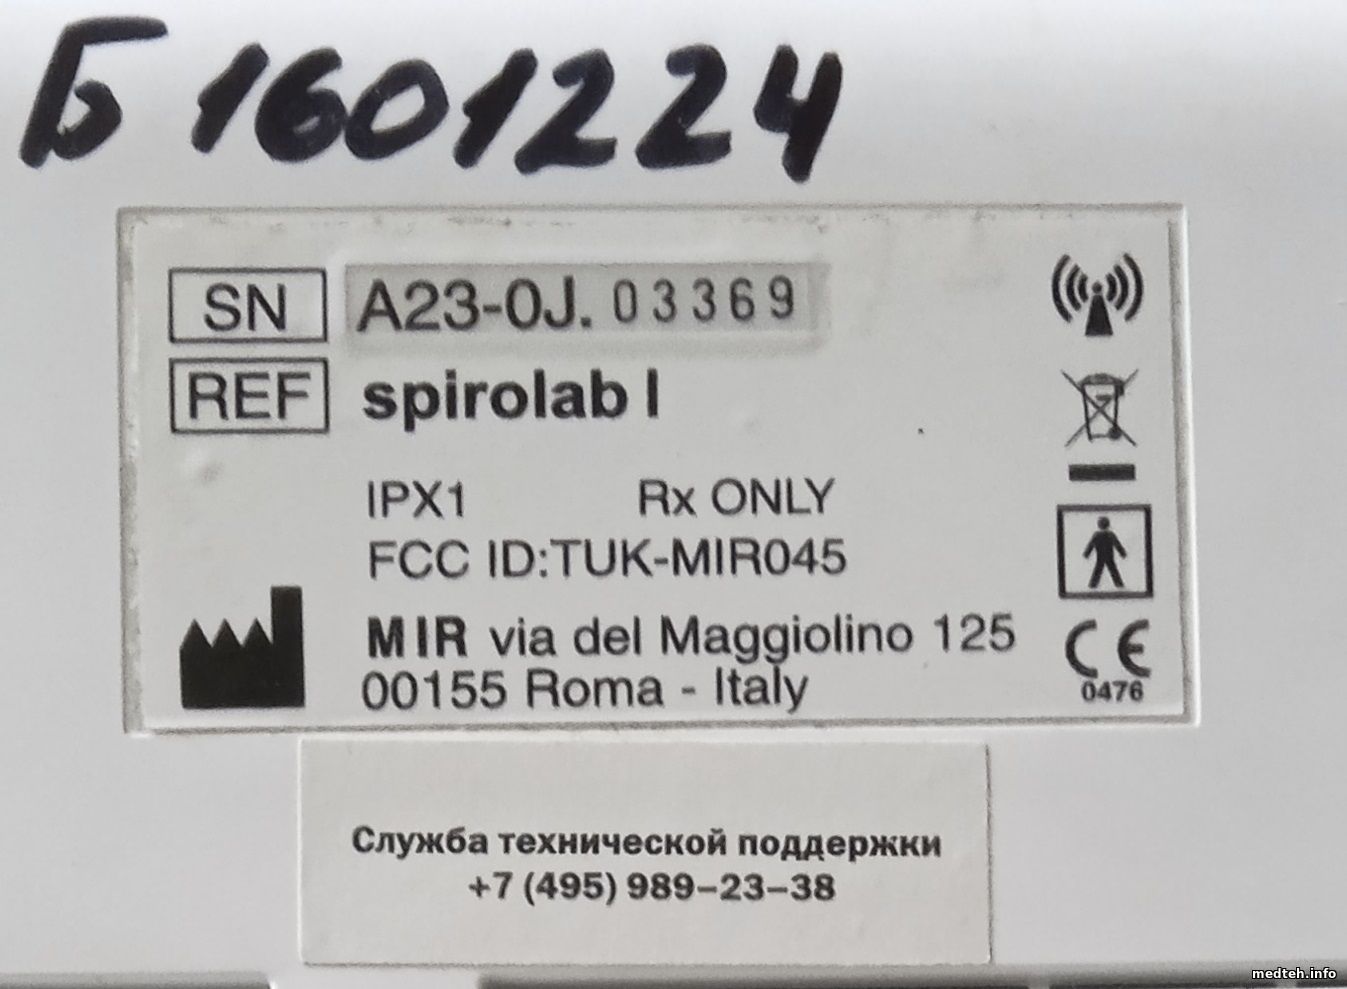 Б 1601224
SN A23-0J. 03369
REF spirolab I
IPX1 Rx ONLY
FCC ID:TUK-MIR045
MIR via del Maggiolino 125
00155 Roma - Italy
CE
0476
Служба технической поддержки
+7 (495) 989–23–38
medteh.info